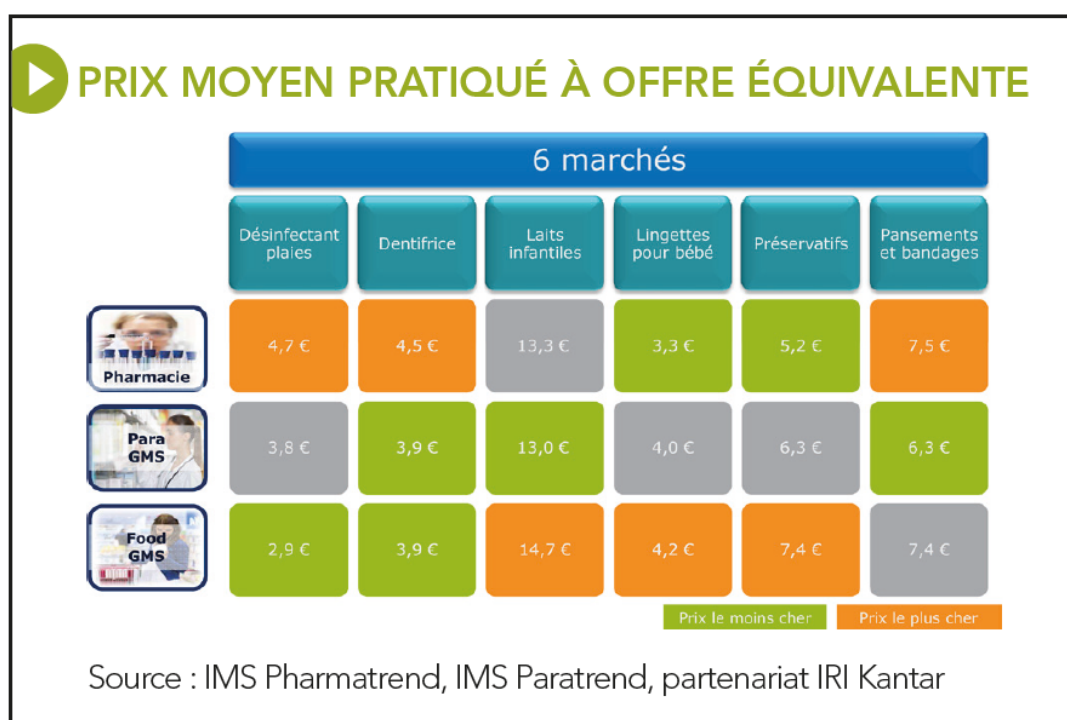 PRIX MOYEN PRATIQUÉ À OFFRE ÉQUIVALENTE
6 marchés
Désinfectant
plaies
Dentifrice
Laits
infantiles
Lingettes
pour bébé
Préservatifs
Pansements
et bandages
Pharmacie
4,7 €
4,5 €
13,3 €
3,3 €
5,2 €
7,5 €
Para
GMS
3,8 €
3,9 €
13,0 €
4,0 €
6,3 €
6,3 €
Food
GMS
2,9 €
3,9 €
14,7 €
4,2 €
7,4 €
7,4 €
Prix le moins cher
Prix le plus cher
Source : IMS Pharmatrend, IMS Paratrend, partenariat IRI Kantar